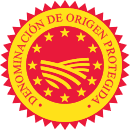 DENOMINACIÓN DE ORIGEN PROTEGIDA